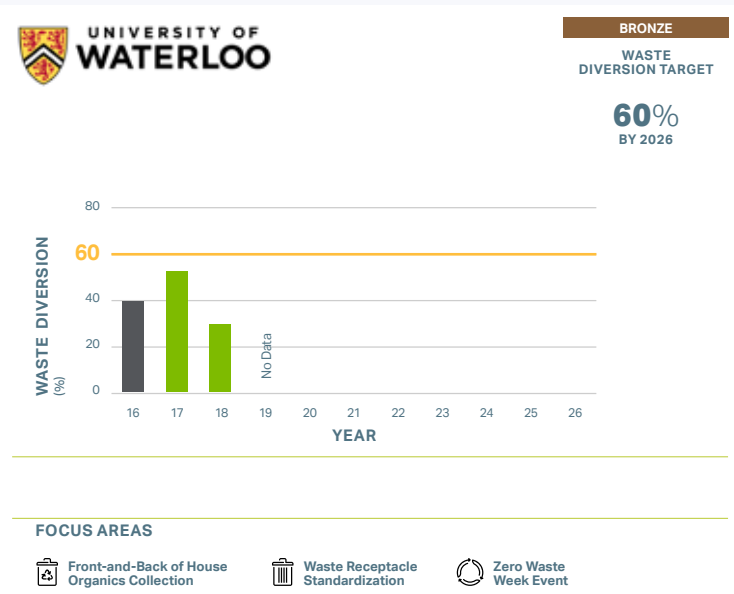 UNIVERSITY OF
WATERLOO
BRONZE
WASTE
DIVERSION TARGET
60%
BY 2026
80
60
40
20
0
WASTE DIVERSION
(%)
No Data
16 17 18 19 20 21 22 23 24 25 26
YEAR
FOCUS AREAS
Front-and-Back of House
Organics Collection
Waste Receptacle
Standardization
Zero Waste
Week Event